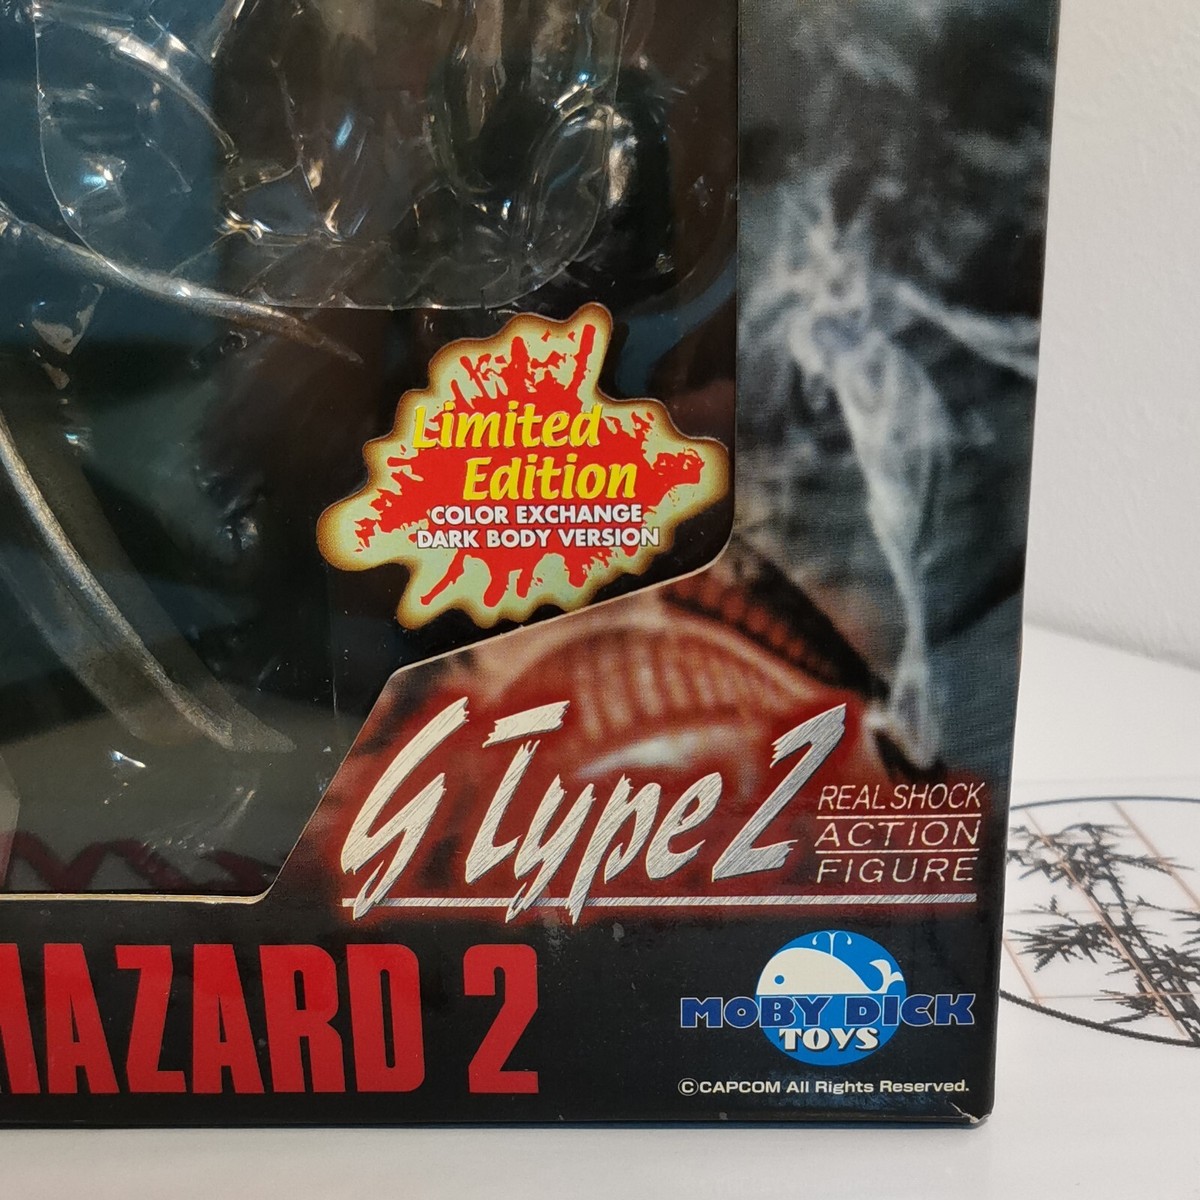 Limited
Edition
COLOR EXCHANGE
DARK BODY VERSION
G Type 2
REAL SHOCK
ACTION
FIGURE
HAZARD 2
MOBY DICK
TOYS
©CAPCOM All Rights Reserved.